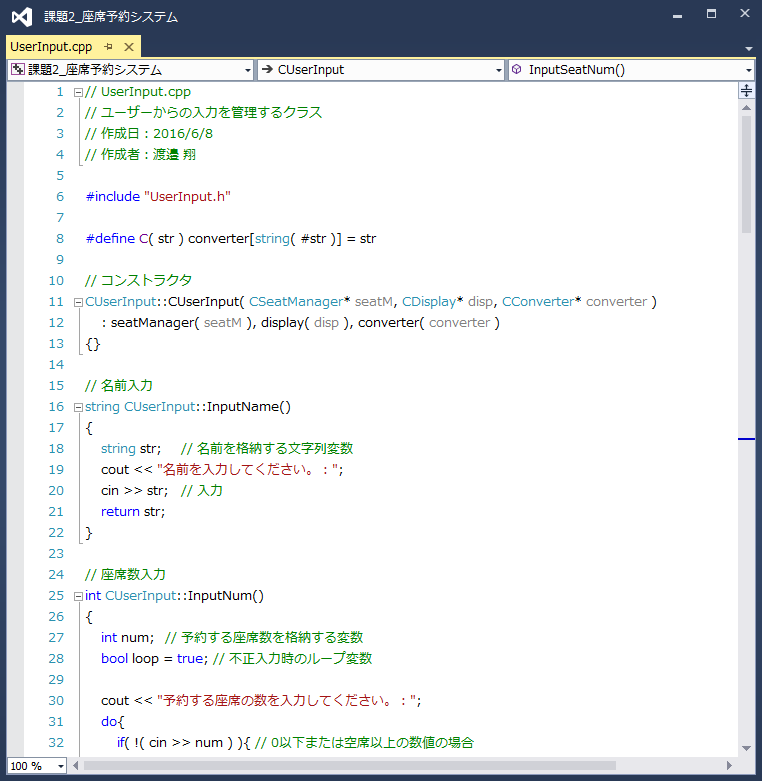 課題2_座席予約システム
UserInput.cpp
課題2_座席予約システム CUserInput InputSeatNum()
1 // UserInput.cpp
2 // ユーザーからの入力を管理するクラス
3 // 作成日：2016/6/8
4 // 作成者：渡邉 翔
5
6 #include "UserInput.h"
7
8 #define C( str ) converter[string( #str )] = str
9
10 // コンストラクタ
11 CUserInput::CUserInput( CSeatManager* seatM, CDisplay* disp, CConverter* converter )
12 : seatManager( seatM ), display( disp ), converter( converter )
13 {}
14
15 // 名前入力
16 string CUserInput::InputName()
17 {
18 string str; // 名前を格納する文字列変数
19 cout << "名前を入力してください。：";
20 cin >> str; // 入力
21 return str;
22 }
23
24 // 座席数入力
25 int CUserInput::InputNum()
26 {
27 int num; // 予約する座席数を格納する変数
28 bool loop = true; // 不正入力時のループ変数
29
30 cout << "予約する座席の数を入力してください。：";
31 do{
32 if( !( cin >> num ) ){ // 0以下または空席以上の数値の場合
100 %